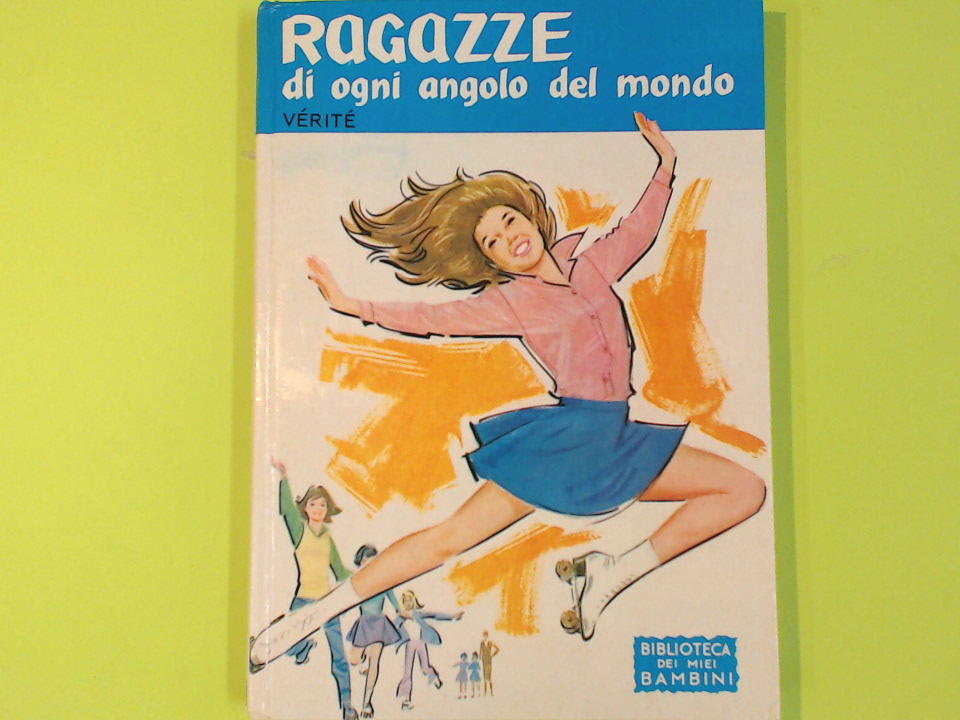 RAGAZZE
di ogni angolo del mondo
VÉRITÉ
BIBLIOTECA
DEI MIEI
BAMBINI